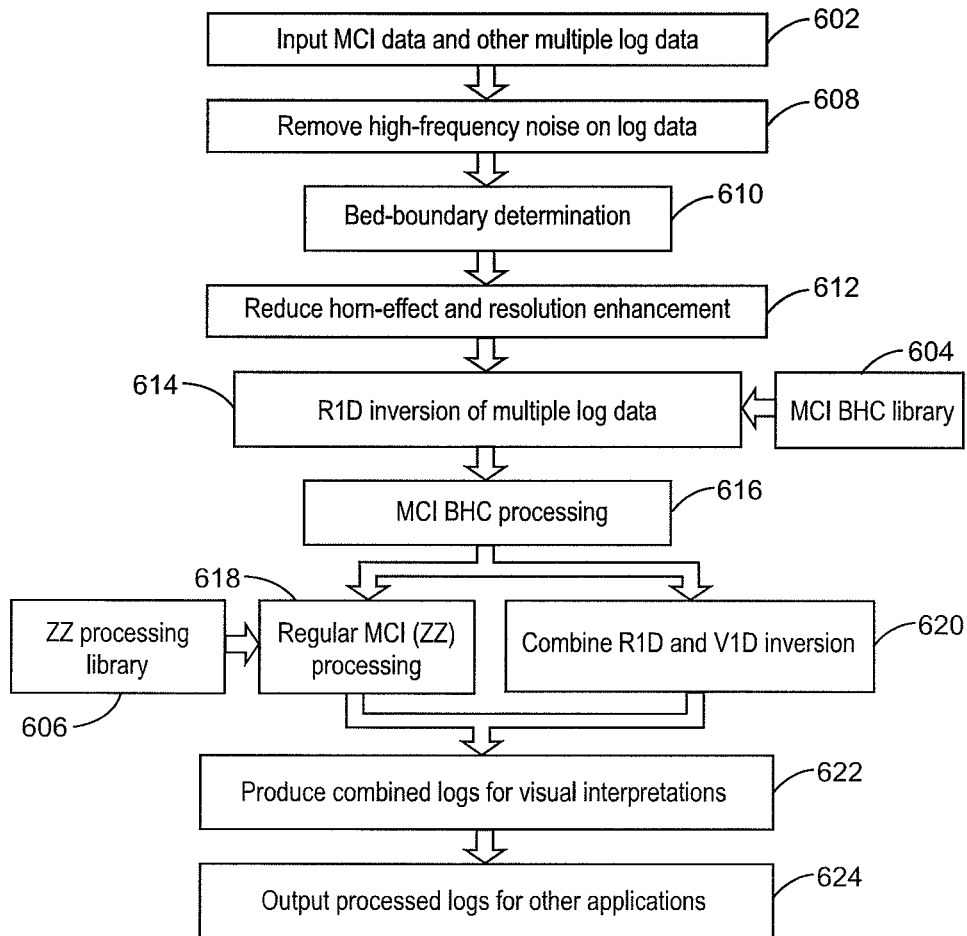 Input MCI data and other multiple log data
602
Remove high-frequency noise on log data
608
Bed-boundary determination
610
Reduce horn-effect and resolution enhancement
612
604
614
R1D inversion of multiple log data
MCI BHC library
MCI BHC processing
616
618
ZZ processing
library
606
Regular MCI (ZZ)
processing
Combine R1D and V1D inversion
620
Produce combined logs for visual interpretations
622
Output processed logs for other applications
624